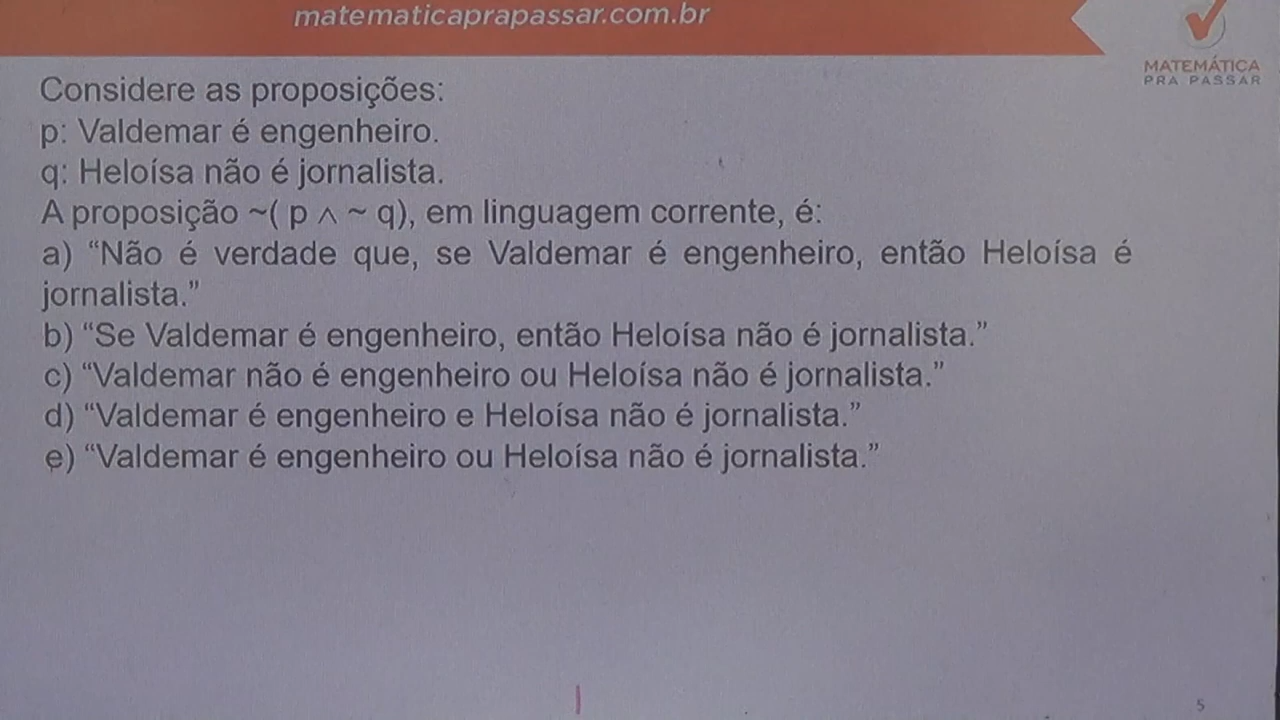 matematicaprapassar.com.br
MATEMÁTICA
PRA PASSAR
Considere as proposições:
p: Valdemar é engenheiro.
q: Heloísa não é jornalista.
A proposição ~( p ∧ ~ q), em linguagem corrente, é:
a) “Não é verdade que, se Valdemar é engenheiro, então Heloísa é
jornalista.”
b) “Se Valdemar é engenheiro, então Heloísa não é jornalista.”
c) “Valdemar não é engenheiro ou Heloísa não é jornalista.”
d) “Valdemar é engenheiro e Heloísa não é jornalista.”
e) “Valdemar é engenheiro ou Heloísa não é jornalista.”
5